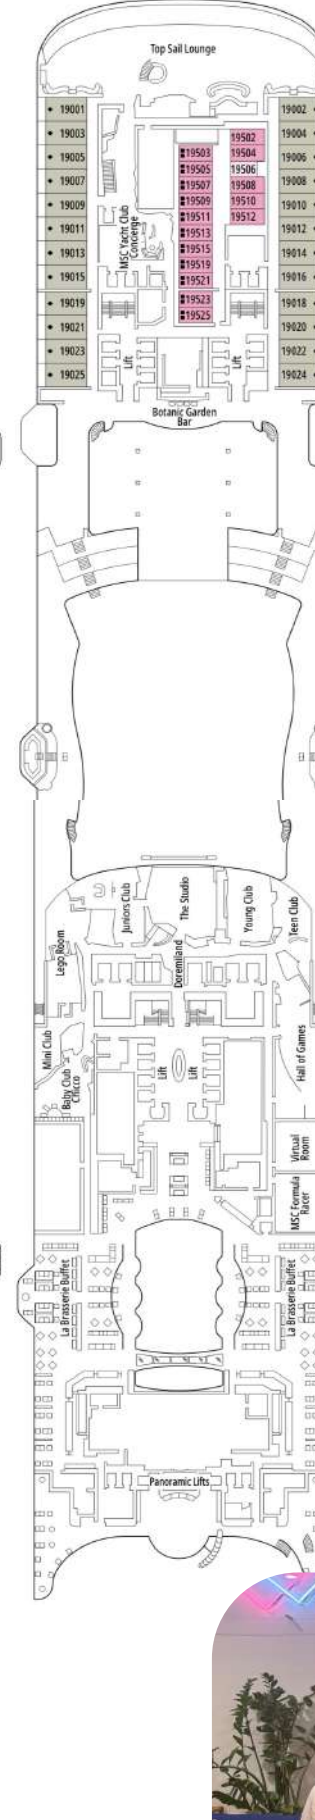 Top Sail Lounge
19001
19003
19005
19007
19009
19011
19013
19015
19019
19021
19023
19025
MSC Yacht Club
Concierge
19503
19505
19507
19509
19511
19513
19515
19519
19521
19523
19525
19502
19504
19506
19508
19510
19512
19002
19004
19006
19008
19010
19012
19014
19016
19018
19020
19022
19024
Lift
Lift
Botanic Garden
Bar
Lego Room
Juniors Club
The Studio
Young Club
Teen Club
Doremiland
Mini Club
Baby Club
Chicco
Lift
Lift
Hall of Games
Virtual
Room
MSC Formula
Racer
La Brasserie Buffet
La Brasserie Buffet
Panoramic Lifts